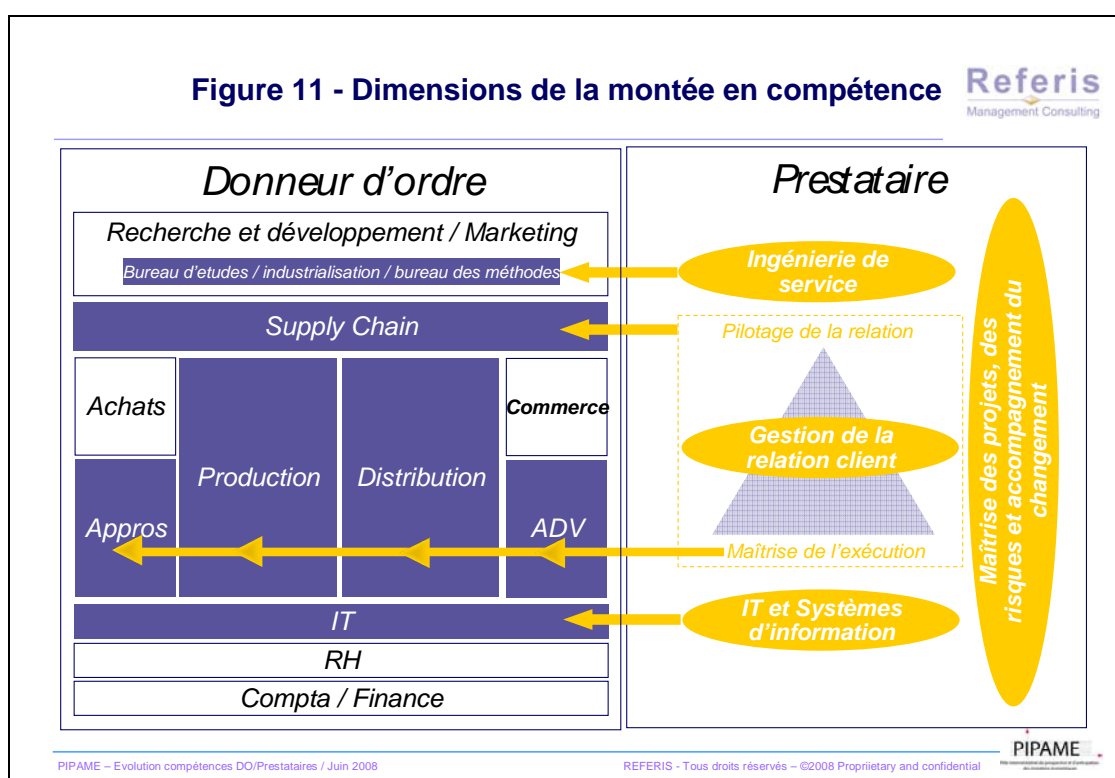 Figure 11 - Dimensions de la montée en compétence
Referis
Management Consulting
Donneur d'ordre
Recherche et développement / Marketing
Bureau d'etudes / industrialisation / bureau des méthodes
Supply Chain
Achats
Commerce
Production
Distribution
Appros
ADV
IT
RH
Compta / Finance
Prestataire
Ingénierie de
service
Pilotage de la relation
Gestion de la
relation client
Maîtrise de l'exécution
IT et Systèmes
d'information
Maîtrise des projets, des
risques et accompagnement du
changement
PIPAME – Evolution compétences DO/Prestataires / Juin 2008
REFERIS - Tous droits réservés – ©2008 Propriietary and confidential
PIPAME